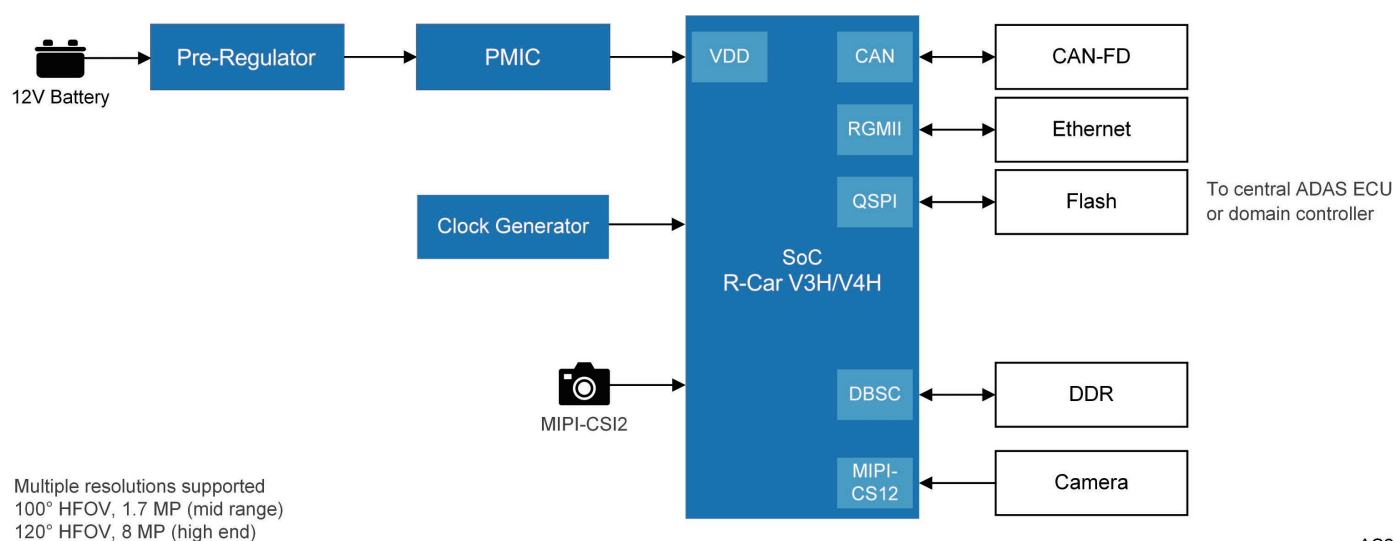 12V Battery
Pre-Regulator
PMIC
VDD
CAN
CAN-FD
RGMII
Ethernet
QSPI
Flash
To central ADAS ECU
or domain controller
Clock Generator
SoC
R-Car V3H/V4H
MIPI-CSI2
DBSC
DDR
MIPI-
CS12
Camera
Multiple resolutions supported
100° HFOV, 1.7 MP (mid range)
120° HFOV, 8 MP (high end)